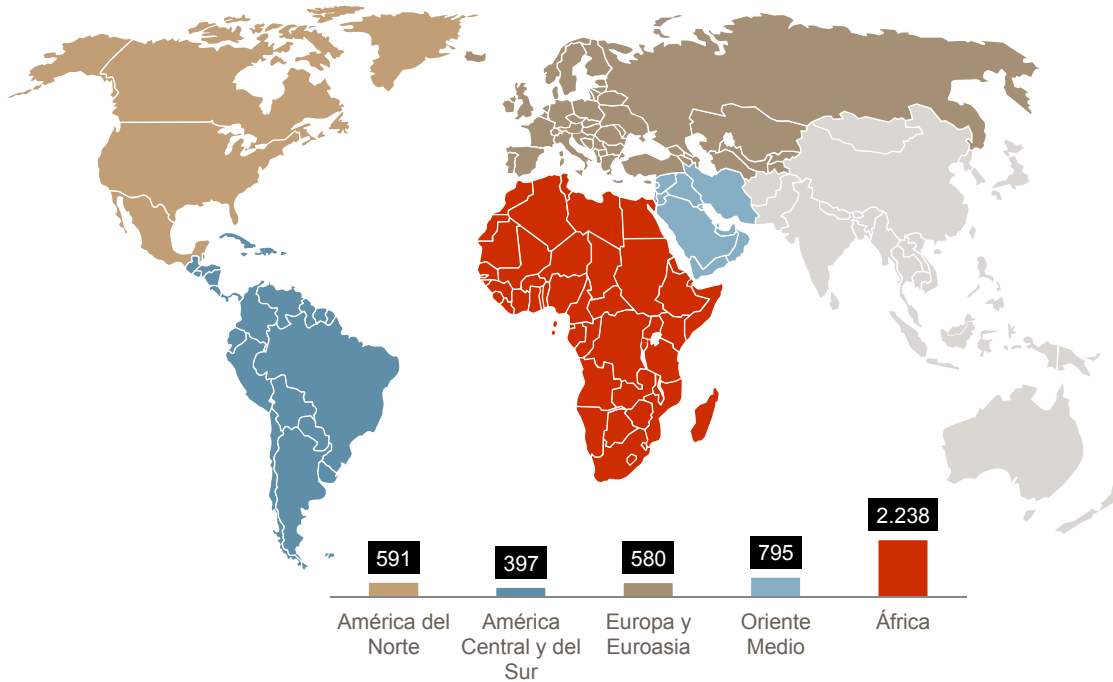 591
397
580
795
2.238
América del
Norte
América
Central y del
Sur
Europa y
Euroasia
Oriente
Medio
África